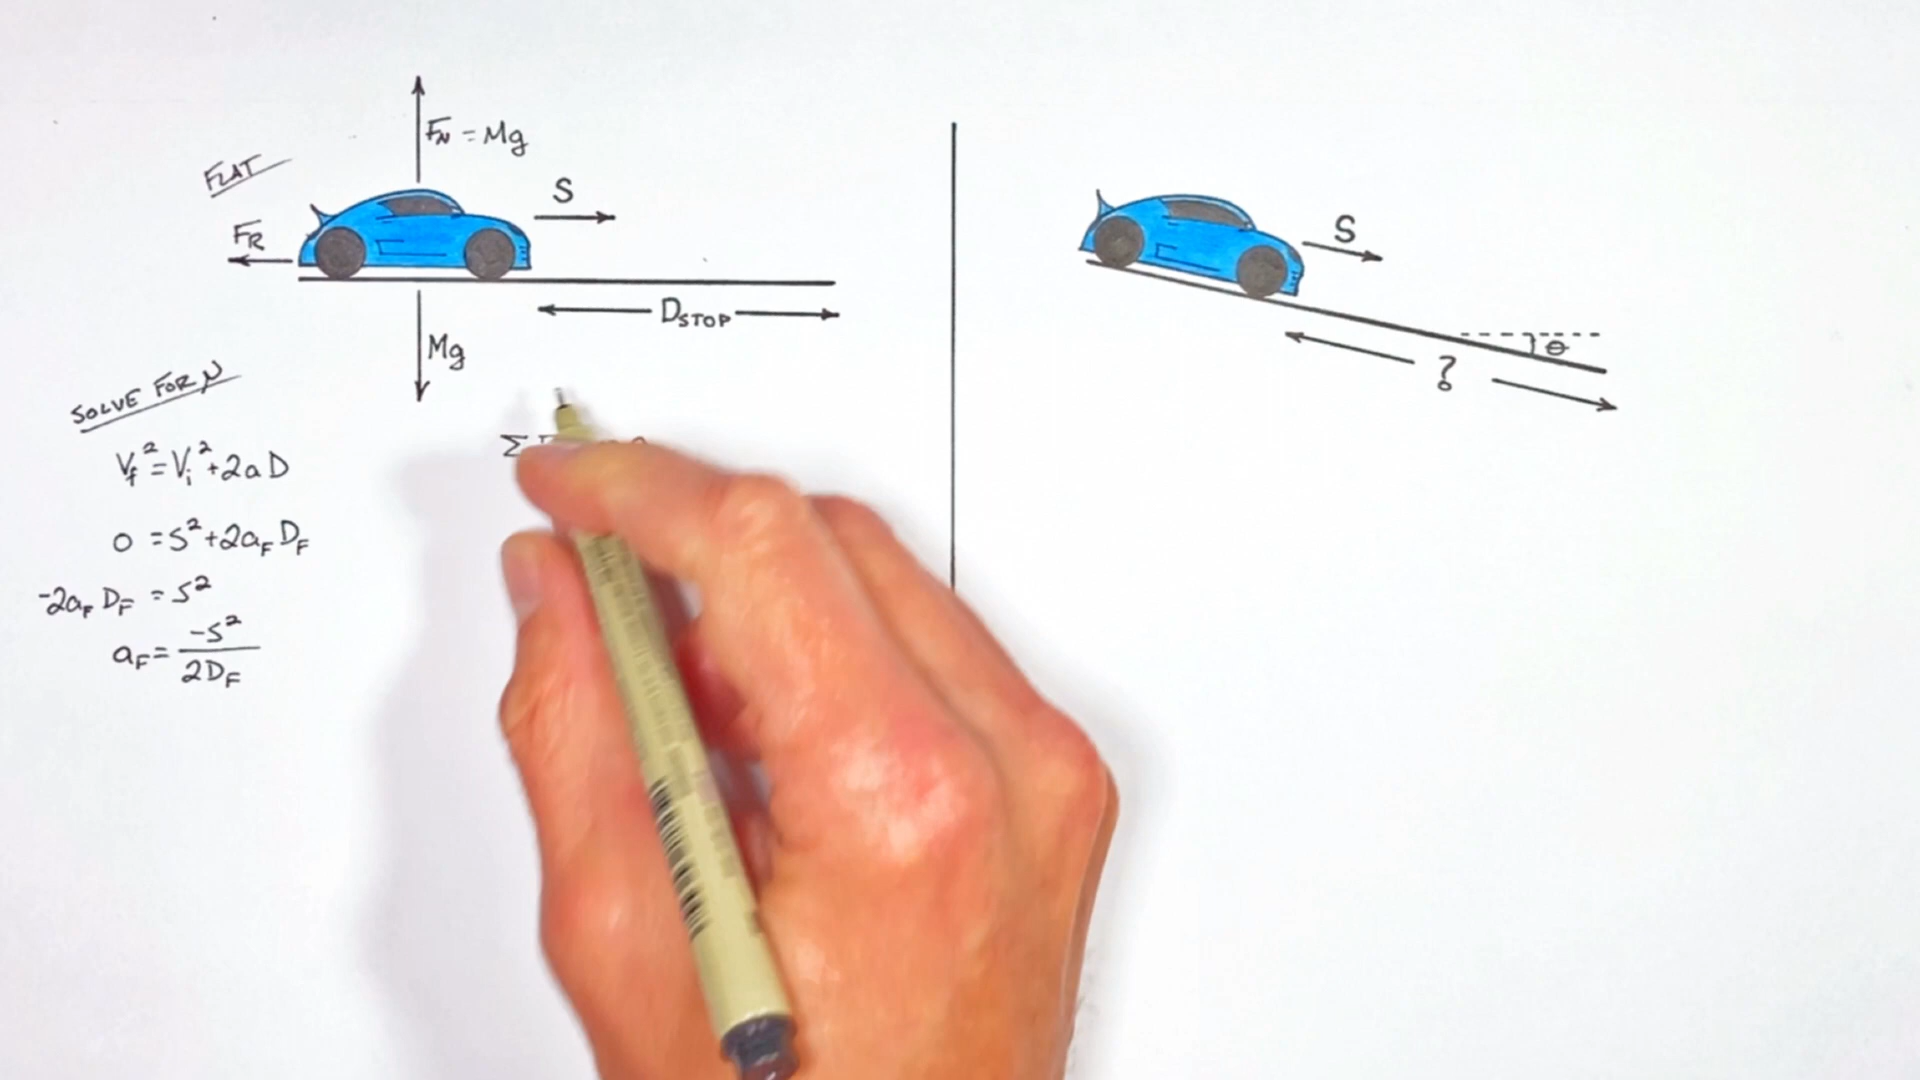 FLAT
F_N = Mg
S
F_R
D_STOP
Mg
SOLVE FOR μ
V_f² = V_i² + 2aD
0 = S² + 2a_F D_F
-2a_F D_F = S²
a_F = -S² / 2D_F
Σ
S
θ
?